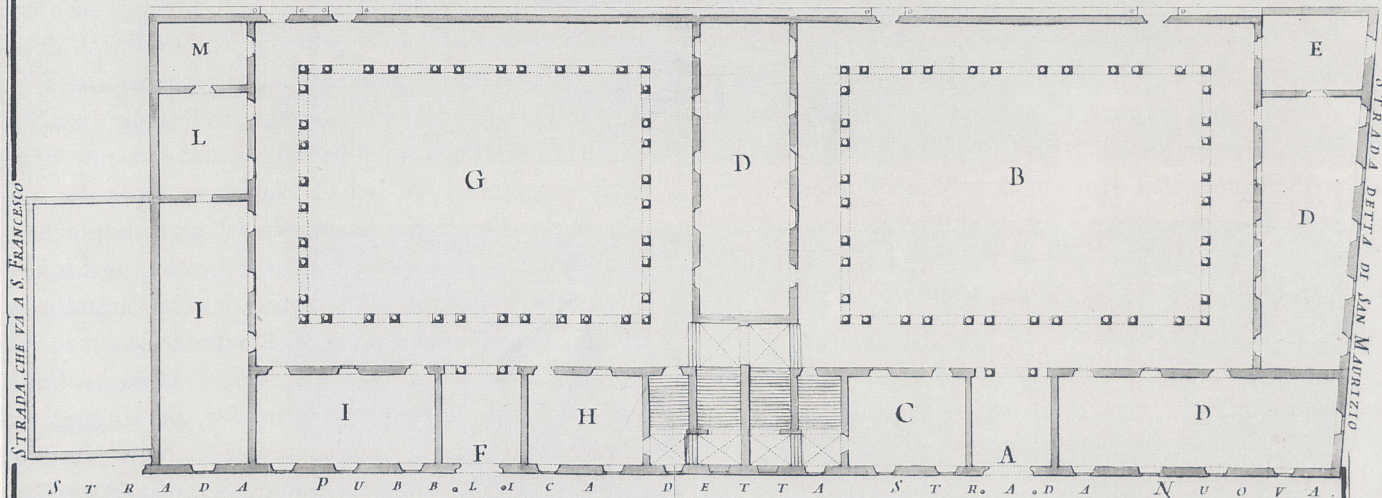 M
E
L
D
G
B
D
I
I
H
C
D
F
A
STRADA, CHE VA A S. FRANCESCO
STRADA DETTA DI SAN MAURIZIO
STRADA PUBBLICA DETTA STRADA NUOVA.